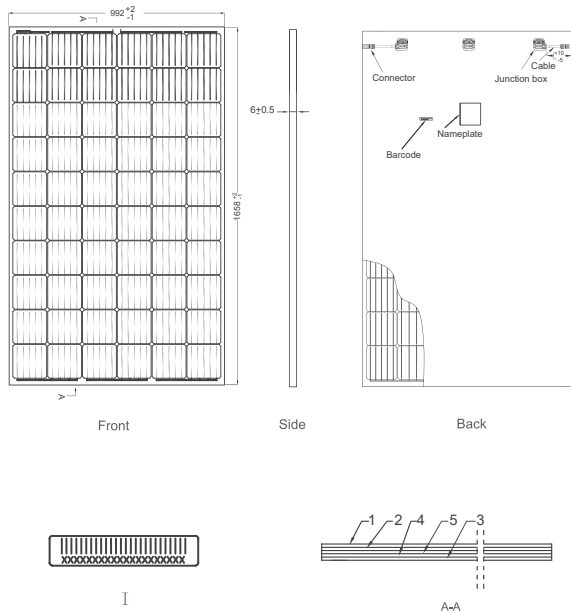 992 +2 -1
A
1658 +2 -1
A
Front
6±0.5
Side
Connector
Cable
+10 -5
Junction box
Nameplate
Barcode
Back
I
1 2 4 5 3
A-A